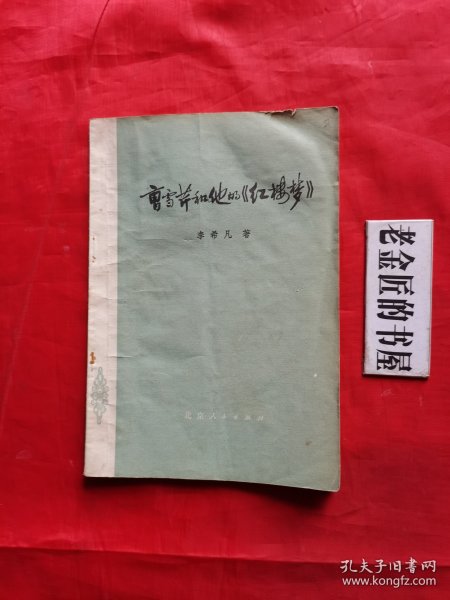 曹雪芹和他的《红楼梦》
李希凡 著
北京人民出版社
老金匠的书屋
孔夫子旧书网
www.kongfz.com